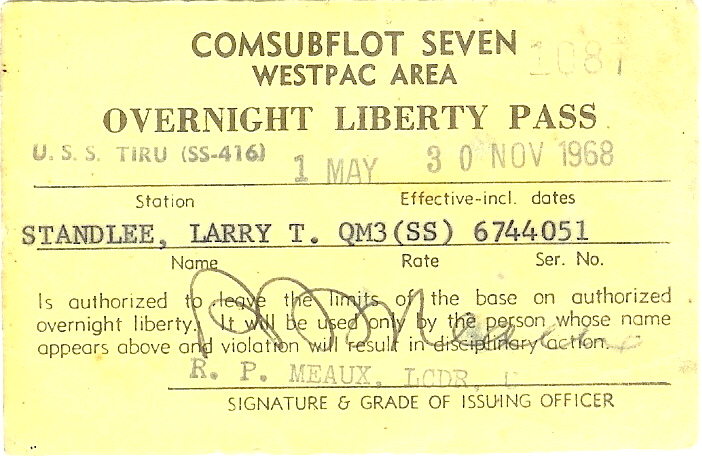 COMSUBFLOT SEVEN
1087
WESTPAC AREA
OVERNIGHT LIBERTY PASS
U. S. S. TIRU (SS-416) 1 MAY 30 NOV 1968
Station Effective-incl. dates
STANDLEE, LARRY T. QM3(SS) 6744051
Name Rate Ser. No.
Is authorized to leave the limits of the base on authorized
overnight liberty. It will be used only by the person whose name
appears above and violation will result in disciplinary action.
R. P. MEAUX, LCDR, U
SIGNATURE & GRADE OF ISSUING OFFICER